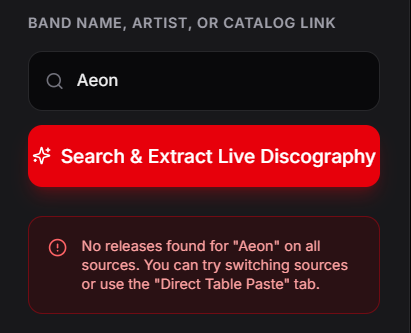 BAND NAME, ARTIST, OR CATALOG LINK
Aeon
Search & Extract Live Discography
No releases found for "Aeon" on all
sources. You can try switching sources
or use the "Direct Table Paste" tab.